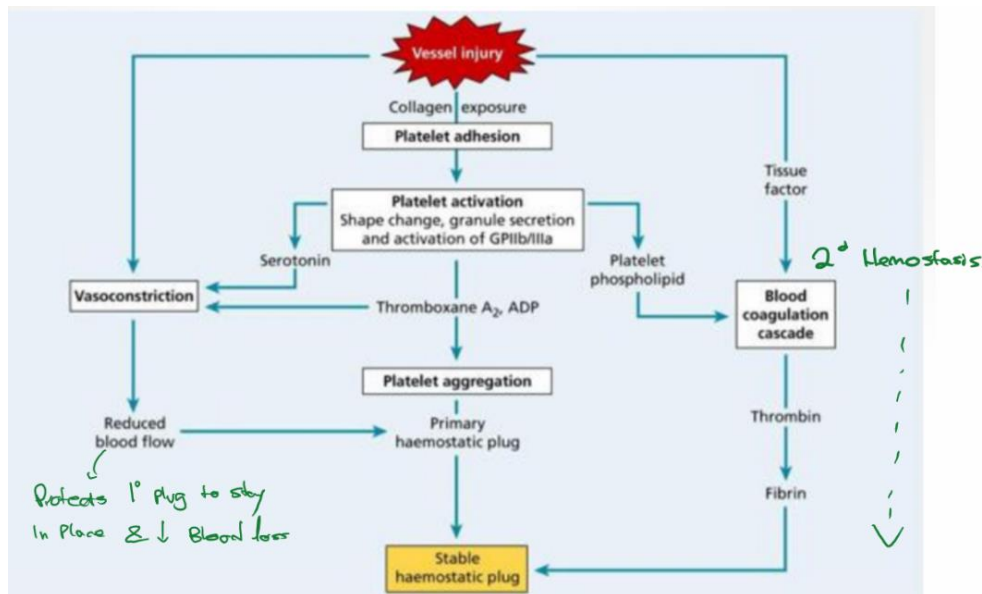 Vessel injury
Collagen exposure
Platelet adhesion
Tissue
factor
Platelet activation
Shape change, granule secretion
and activation of GPIIb/IIIa
Serotonin
Platelet
phospholipid
2° Hemostasis
Vasoconstriction
Thromboxane A₂, ADP
Blood
coagulation
cascade
Platelet aggregation
Reduced
blood flow
Primary
haemostatic plug
Thrombin
Protects 1° plug to stay
In Place & ↓ Blood loss
Fibrin
Stable
haemostatic plug